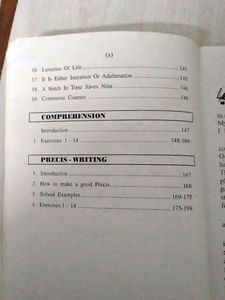 (x)
16. Luxuries Of Life ........ 145
17. It Is Either Imitation Or Adulteration ........ 145
18. A Stitch In Time Saves Nine ........ 146
19. Commerce Courses ........ 146
COMPREHENSION
Introduction ........ 147
1. Exercises 1 – 14 ........ 148-166
PRECIS - WRITING
1. Introduction ........ 167
2. How to make a good Precis ........ 168
3. Solved Examples ........ 169-175
4. Exercises 1 – 14 ........ 175-198